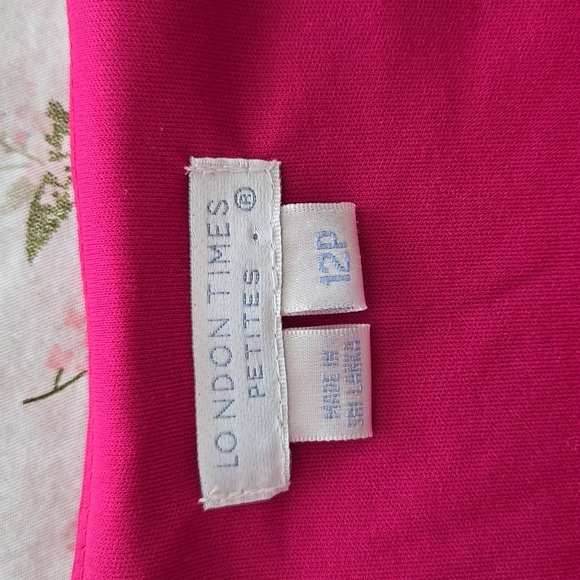 LONDON TIMES®
PETITES
12P
MADE IN
SRI LANKA